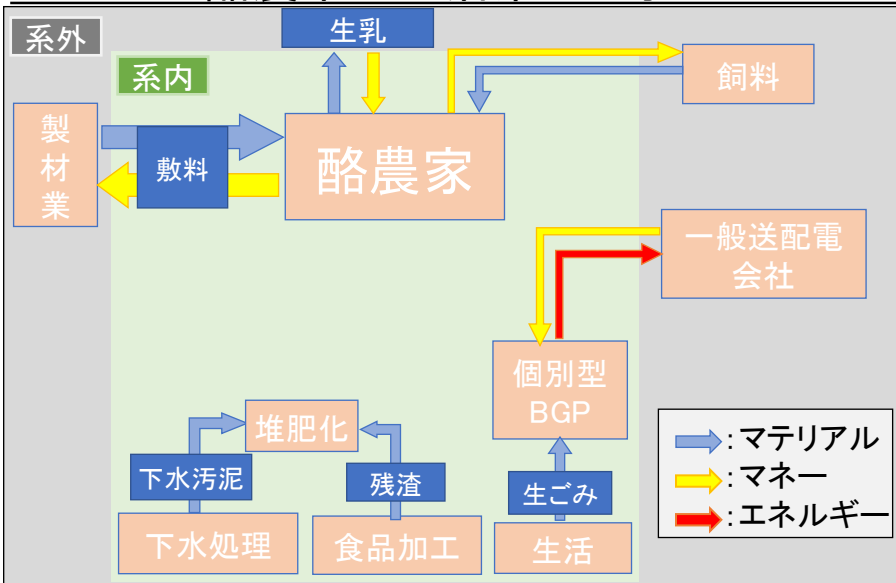 系外
生乳
系内
飼料
製
材
業
敷料
酪農家
一般送配電
会社
個別型
BGP
堆肥化
下水汚泥
残渣
生ごみ
下水処理
食品加工
生活
:マテリアル
:マネー
:エネルギー